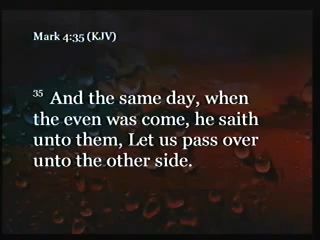 Mark 4:35 (KJV)
35 And the same day, when
the even was come, he saith
unto them, Let us pass over
unto the other side.